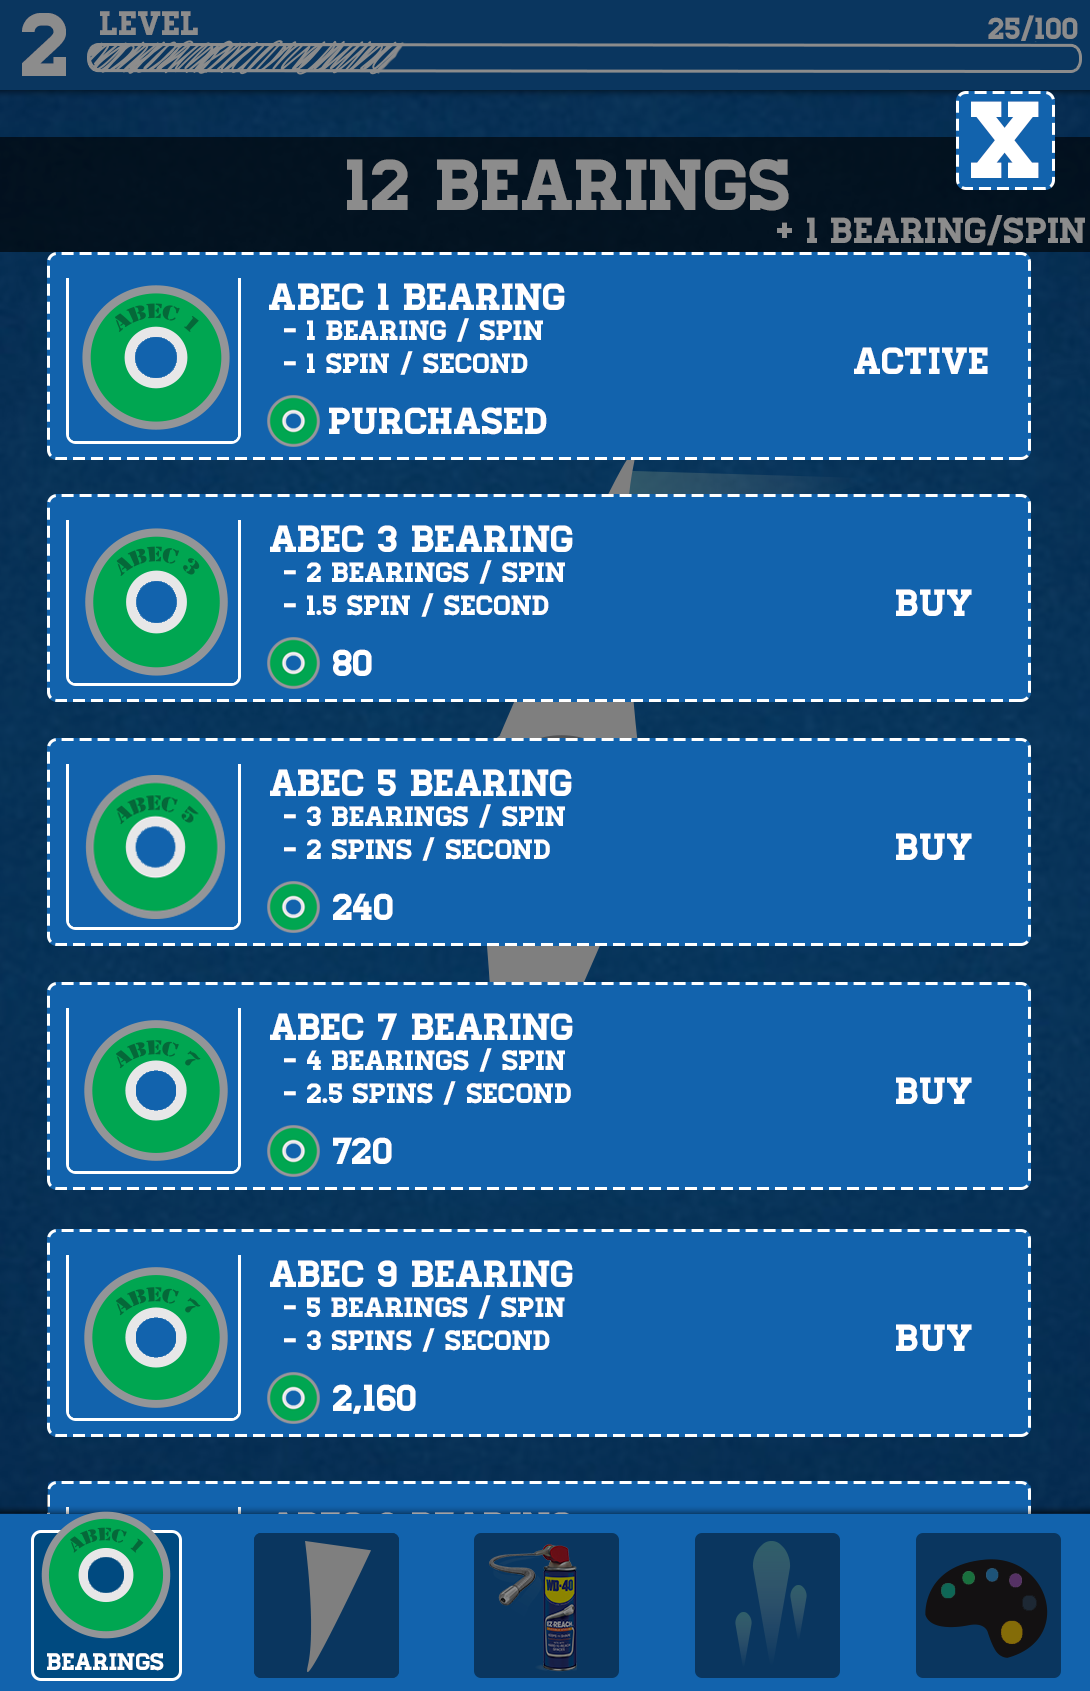 LEVEL
2
25/100
X
12 BEARINGS
+ 1 BEARING/SPIN
ABEC 1
ABEC 1 BEARING
- 1 BEARING / SPIN
- 1 SPIN / SECOND
PURCHASED
ACTIVE
ABEC 3
ABEC 3 BEARING
- 2 BEARINGS / SPIN
- 1.5 SPIN / SECOND
80
BUY
ABEC 5
ABEC 5 BEARING
- 3 BEARINGS / SPIN
- 2 SPINS / SECOND
240
BUY
ABEC 7
ABEC 7 BEARING
- 4 BEARINGS / SPIN
- 2.5 SPINS / SECOND
720
BUY
ABEC 7
ABEC 9 BEARING
- 5 BEARINGS / SPIN
- 3 SPINS / SECOND
2,160
BUY
ABEC 1
BEARINGS
WD-40
EZ-REACH